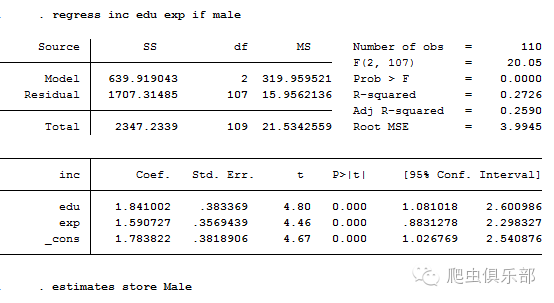 . regress inc edu exp if male
Source SS df MS Number of obs = 110
F(2, 107) = 20.05
Model 639.919043 2 319.959521 Prob > F = 0.0000
Residual 1707.31485 107 15.9562136 R-squared = 0.2726
Adj R-squared = 0.2590
Total 2347.2339 109 21.5342559 Root MSE = 3.9945
inc Coef. Std. Err. t P>|t| [95% Conf. Interval]
edu 1.841002 .383369 4.80 0.000 1.081018 2.600986
exp 1.590727 .3569439 4.46 0.000 .8831278 2.298327
_cons 1.783822 .3818906 4.67 0.000 1.026769 2.540876
. estimates store Male
爬虫俱乐部